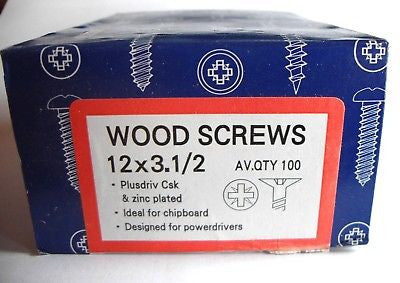 WOOD SCREWS
12x3.1/2 AV.QTY 100
• Plusdriv Csk
& zinc plated
• Ideal for chipboard
• Designed for powerdrivers